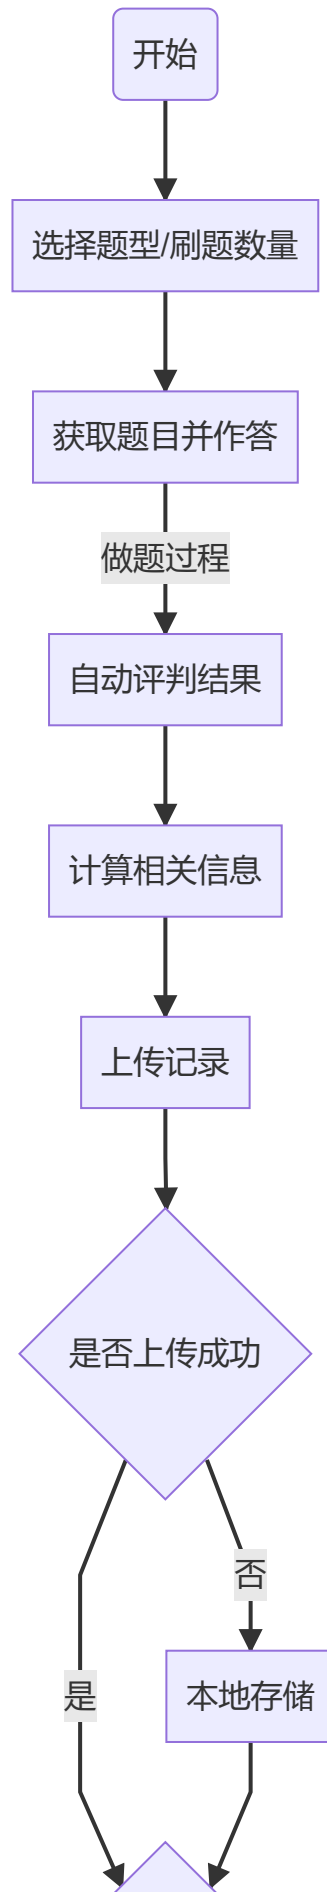 开始
选择题型/刷题数量
获取题目并作答
做题过程
自动评判结果
计算相关信息
上传记录
是否上传成功
否
是
本地存储